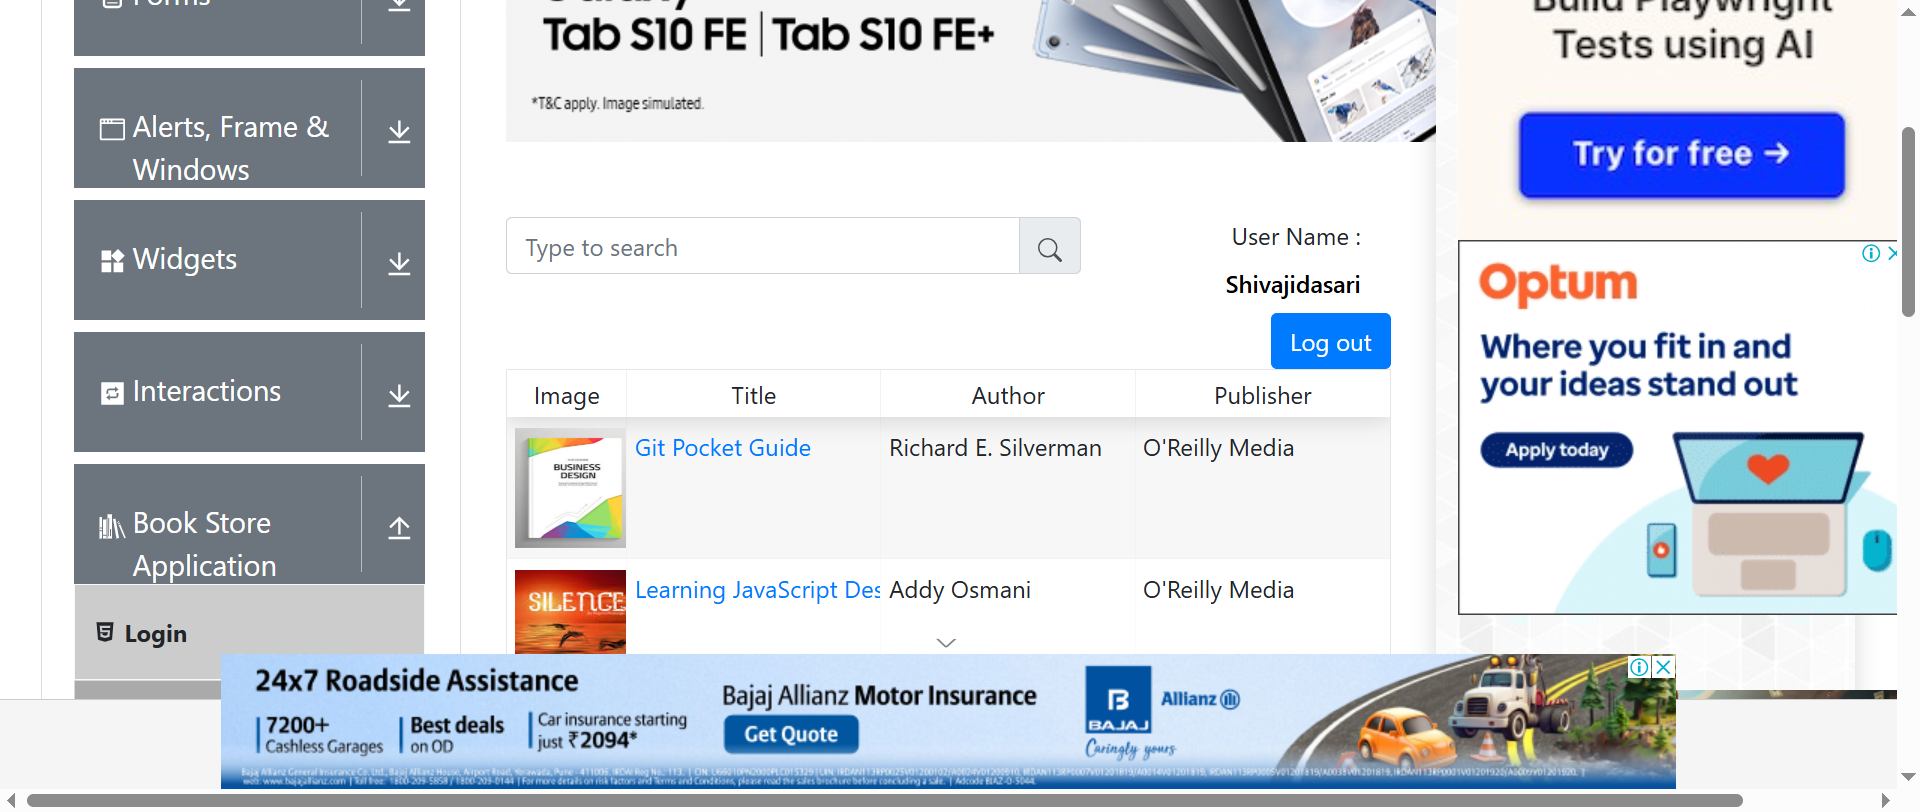 Forms
Alerts, Frame &
Windows
Widgets
Interactions
Book Store
Application
Login
Galaxy
Tab S10 FE | Tab S10 FE+
*T&C apply. Image simulated.
Type to search
User Name :
Shivajidasari
Log out
Image Title Author Publisher
BUSINESS
DESIGN
Git Pocket Guide Richard E. Silverman O'Reilly Media
SILENCE
Learning JavaScript Des Addy Osmani O'Reilly Media
Build Playwright
Tests using AI
Try for free →
Optum
Where you fit in and
your ideas stand out
Apply today
24x7 Roadside Assistance
7200+
Cashless Garages
Best deals
on OD
Car insurance starting
just ₹2094*
Bajaj Allianz Motor Insurance
Get Quote
B
BAJAJ
Allianz
Caringly yours